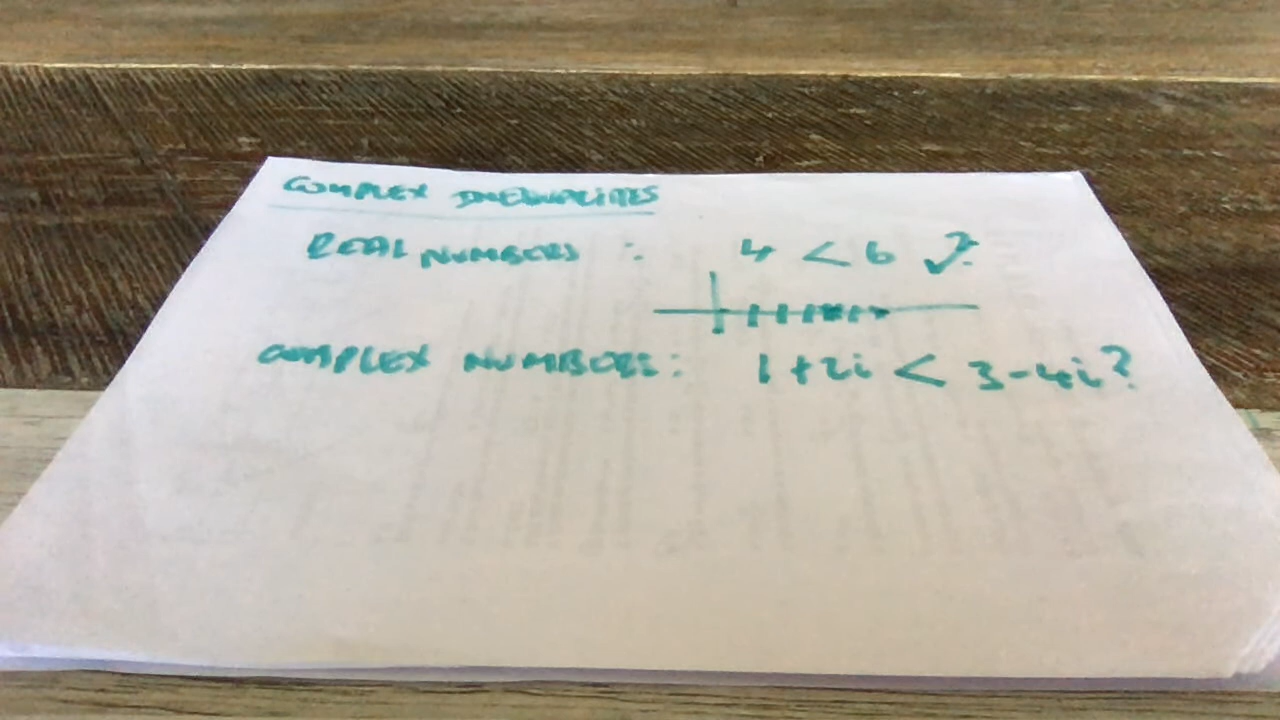 COMPLEX INEQUALITIES
REAL NUMBERS : 4 < 6 ✓
COMPLEX NUMBERS: 1+2i < 3-4i?